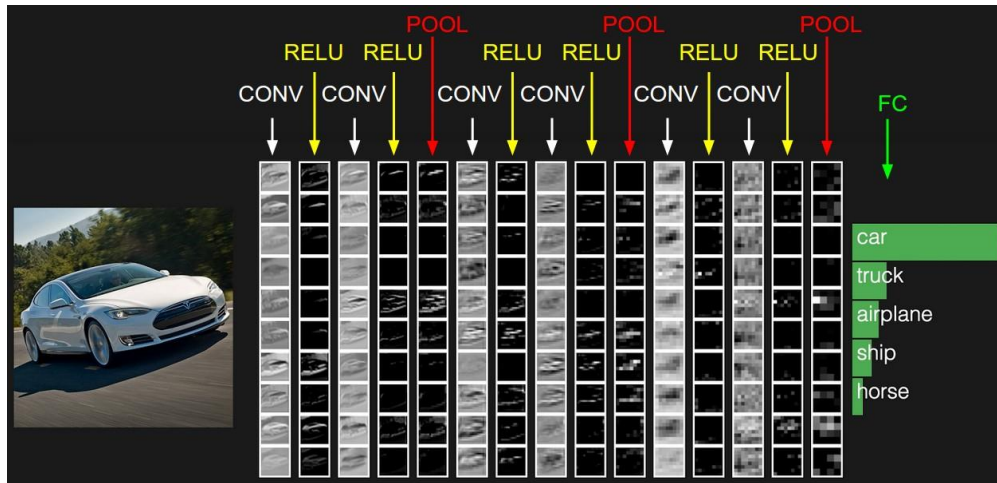 POOL POOL POOL
RELU RELU RELU RELU RELU RELU
CONV CONV CONV CONV CONV CONV
FC
car
truck
airplane
ship
horse